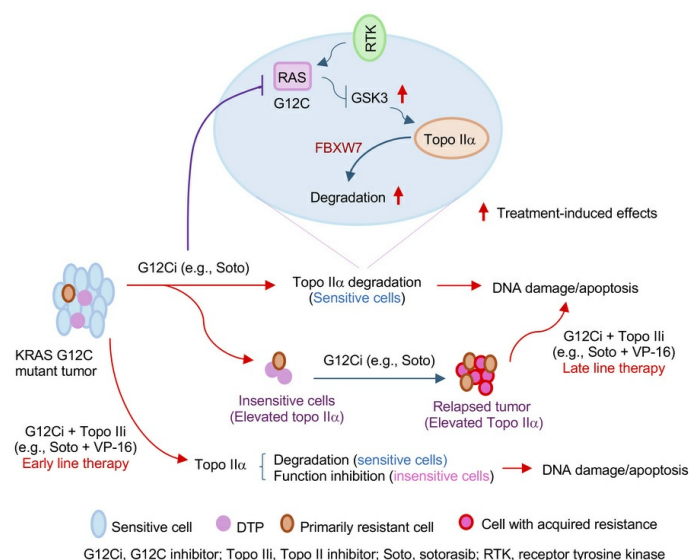 RTK
RAS
G12C
GSK3
Topo IIα
FBXW7
Degradation
Treatment-induced effects
G12Ci (e.g., Soto)
Topo IIα degradation
(Sensitive cells)
DNA damage/apoptosis
KRAS G12C
mutant tumor
G12Ci (e.g., Soto)
G12Ci + Topo IIi
(e.g., Soto + VP-16)
Late line therapy
Insensitive cells
(Elevated topo IIα)
Relapsed tumor
(Elevated Topo IIα)
G12Ci + Topo IIi
(e.g., Soto + VP-16)
Early line therapy
Topo IIα
Degradation (sensitive cells)
Function inhibition (insensitive cells)
DNA damage/apoptosis
Sensitive cell
DTP
Primarily resistant cell
Cell with acquired resistance
G12Ci, G12C inhibitor; Topo IIi, Topo II inhibitor; Soto, sotorasib; RTK, receptor tyrosine kinase